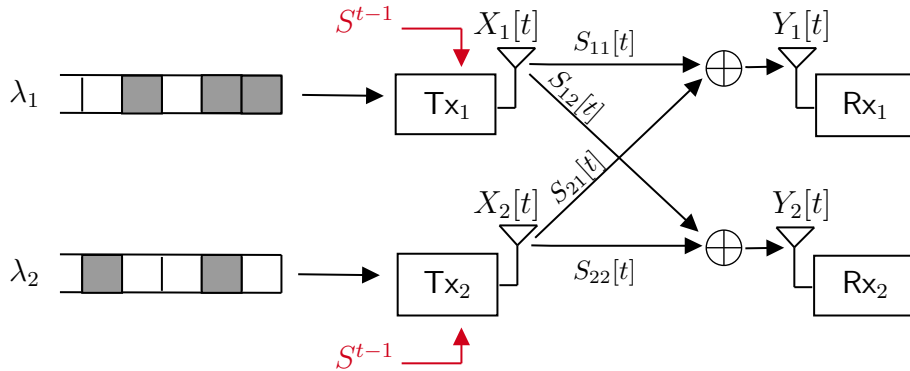 S^{t-1}
X_1[t]
S_{11}[t]
Y_1[t]
λ_1
Tx_1
S_{12}[t]
Rx_1
S_{21}[t]
X_2[t]
Y_2[t]
λ_2
Tx_2
S_{22}[t]
Rx_2
S^{t-1}